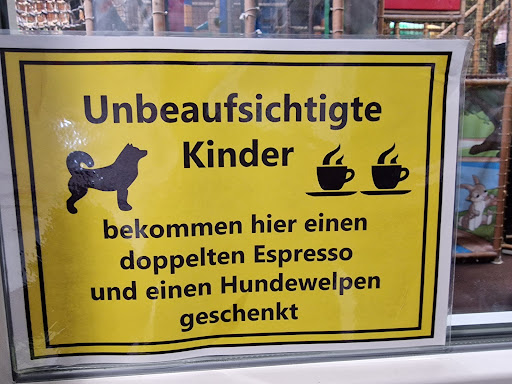 Unbeaufsichtigte
Kinder
bekommen hier einen
doppelten Espresso
und einen Hundewelpen
geschenkt